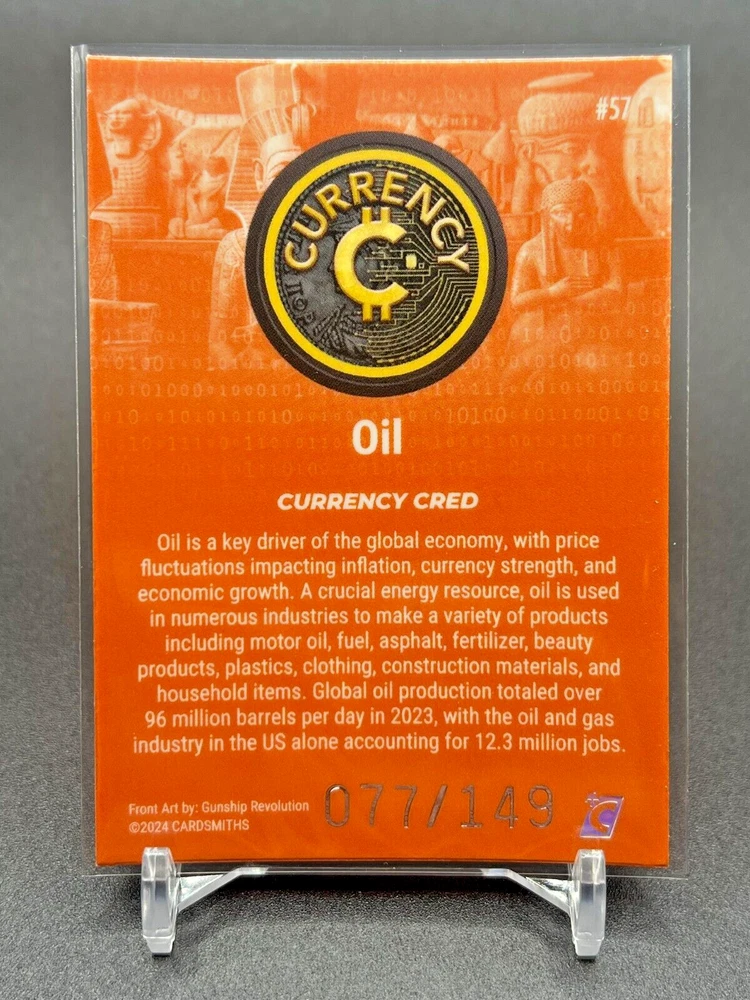 #57
CURRENCY
Oil
CURRENCY CRED
Oil is a key driver of the global economy, with price
fluctuations impacting inflation, currency strength, and
economic growth. A crucial energy resource, oil is used
in numerous industries to make a variety of products
including motor oil, fuel, asphalt, fertilizer, beauty
products, plastics, clothing, construction materials, and
household items. Global oil production totaled over
96 million barrels per day in 2023, with the oil and gas
industry in the US alone accounting for 12.3 million jobs.
Front Art by: Gunship Revolution
©2024 CARDSMITHS
077/149